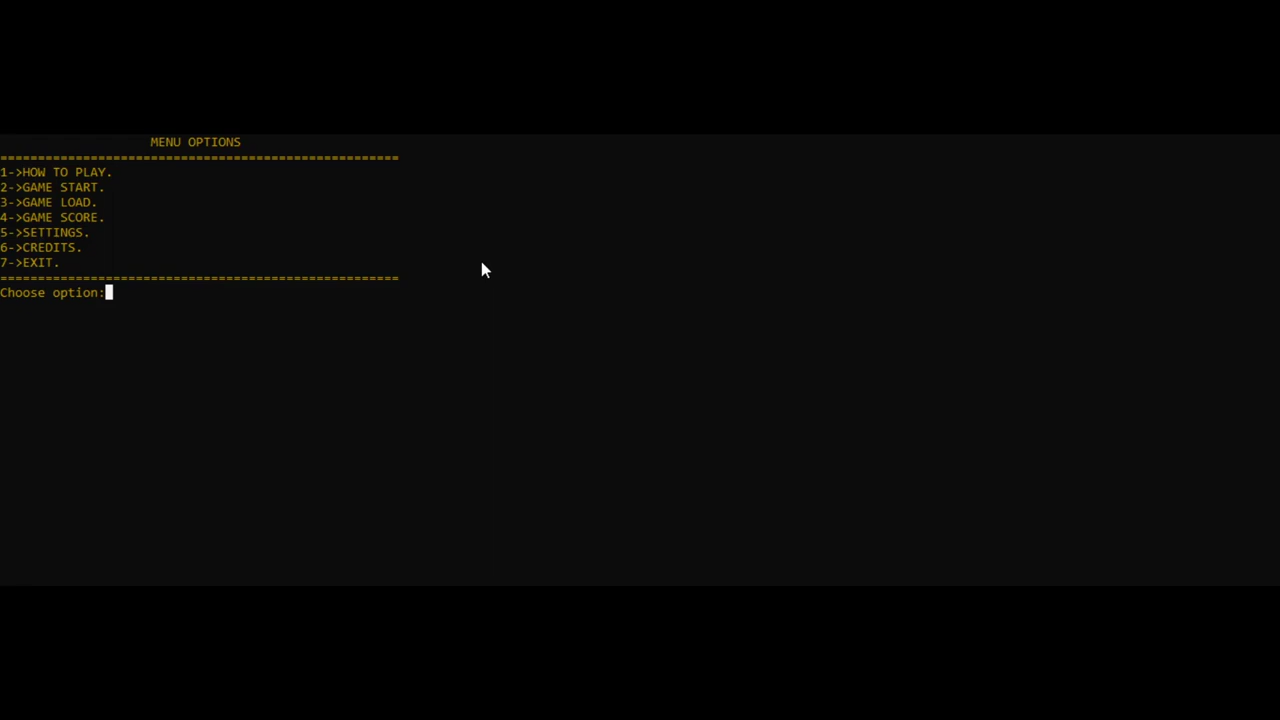 MENU OPTIONS
=====================================================
1->HOW TO PLAY.
2->GAME START.
3->GAME LOAD.
4->GAME SCORE.
5->SETTINGS.
6->CREDITS.
7->EXIT.
=====================================================
Choose option: